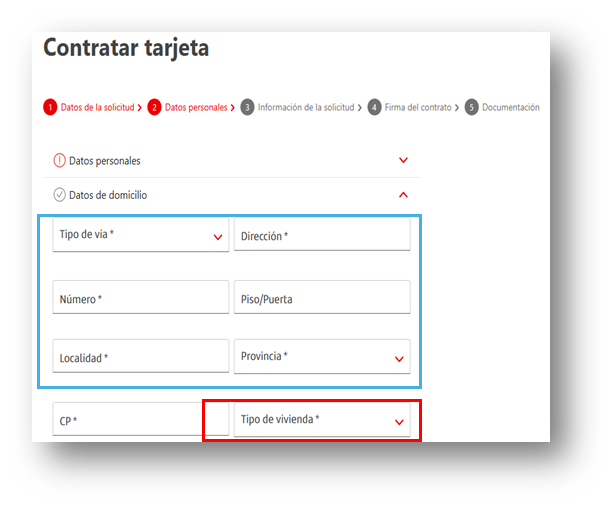 Contratar tarjeta
1 Datos de la solicitud > 2 Datos personales > 3 Información de la solicitud > 4 Firma del contrato > 5 Documentación
! Datos personales
Datos de domicilio
Tipo de via * Dirección *
Número * Piso/Puerta
Localidad * Provincia *
CP * Tipo de vivienda *